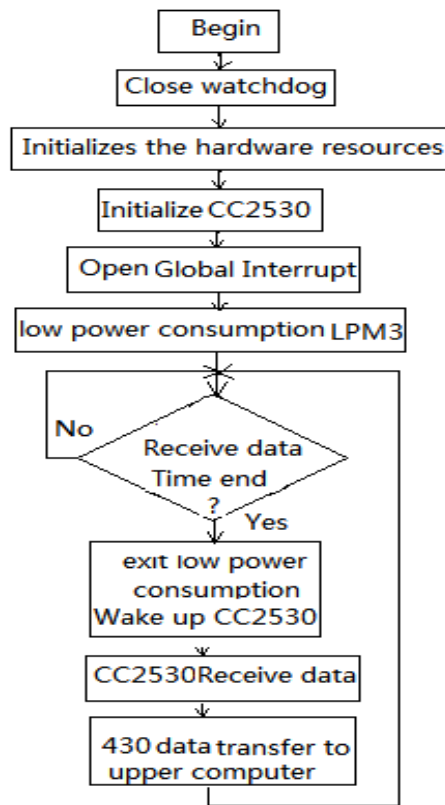 Begin
Close watchdog
Initializes the hardware resources
Initialize CC2530
Open Global Interrupt
low power consumption LPM3
No
Receive data
Time end
?
Yes
exit low power
consumption
Wake up CC2530
CC2530Receive data
430 data transfer to
upper computer